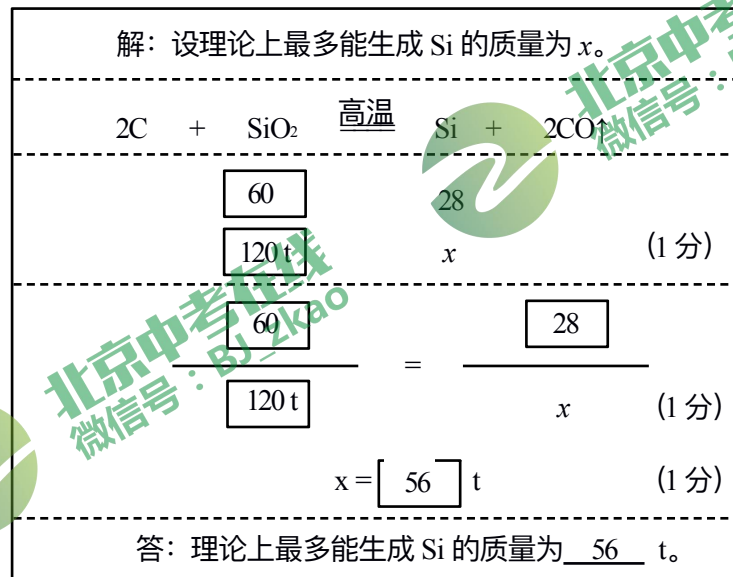 解：设理论上最多能生成 Si 的质量为 x。
2C + SiO₂ 高温 Si + 2CO↑
60 28
120 t x (1 分)
60 = 28
120 t x (1 分)
x = 56 t (1 分)
答：理论上最多能生成 Si 的质量为 56 t。
北京中考在线
微信号：BJ_zkao
北京中考
微信号：